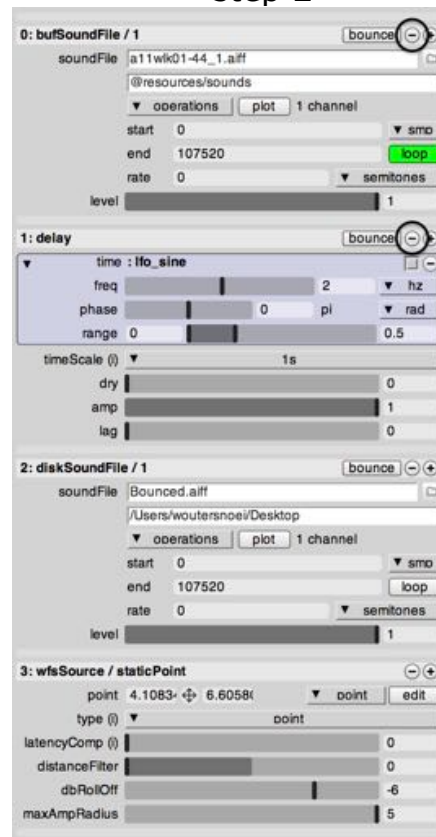 0: bufSoundFile / 1 bounce
soundFile a11wlk01-44_1.aiff
@resources/sounds
operations plot 1 channel
start 0 smp
end 107520 loop
rate 0 semitones
level 1
1: delay bounce
time : lfo_sine
freq 2 hz
phase 0 pi rad
range 0 0.5
timeScale (i) 1s
dry 0
amp 1
lag 0
2: diskSoundFile / 1 bounce
soundFile Bounced.aiff
/Users/woutersnoei/Desktop
operations plot 1 channel
start 0 smp
end 107520 loop
rate 0 semitones
level 1
3: wfsSource / staticPoint
point 4.1083 6.6058 point edit
type (i) point
latencyComp (i) 0
distanceFilter 0
dbRollOff -6
maxAmpRadius 5